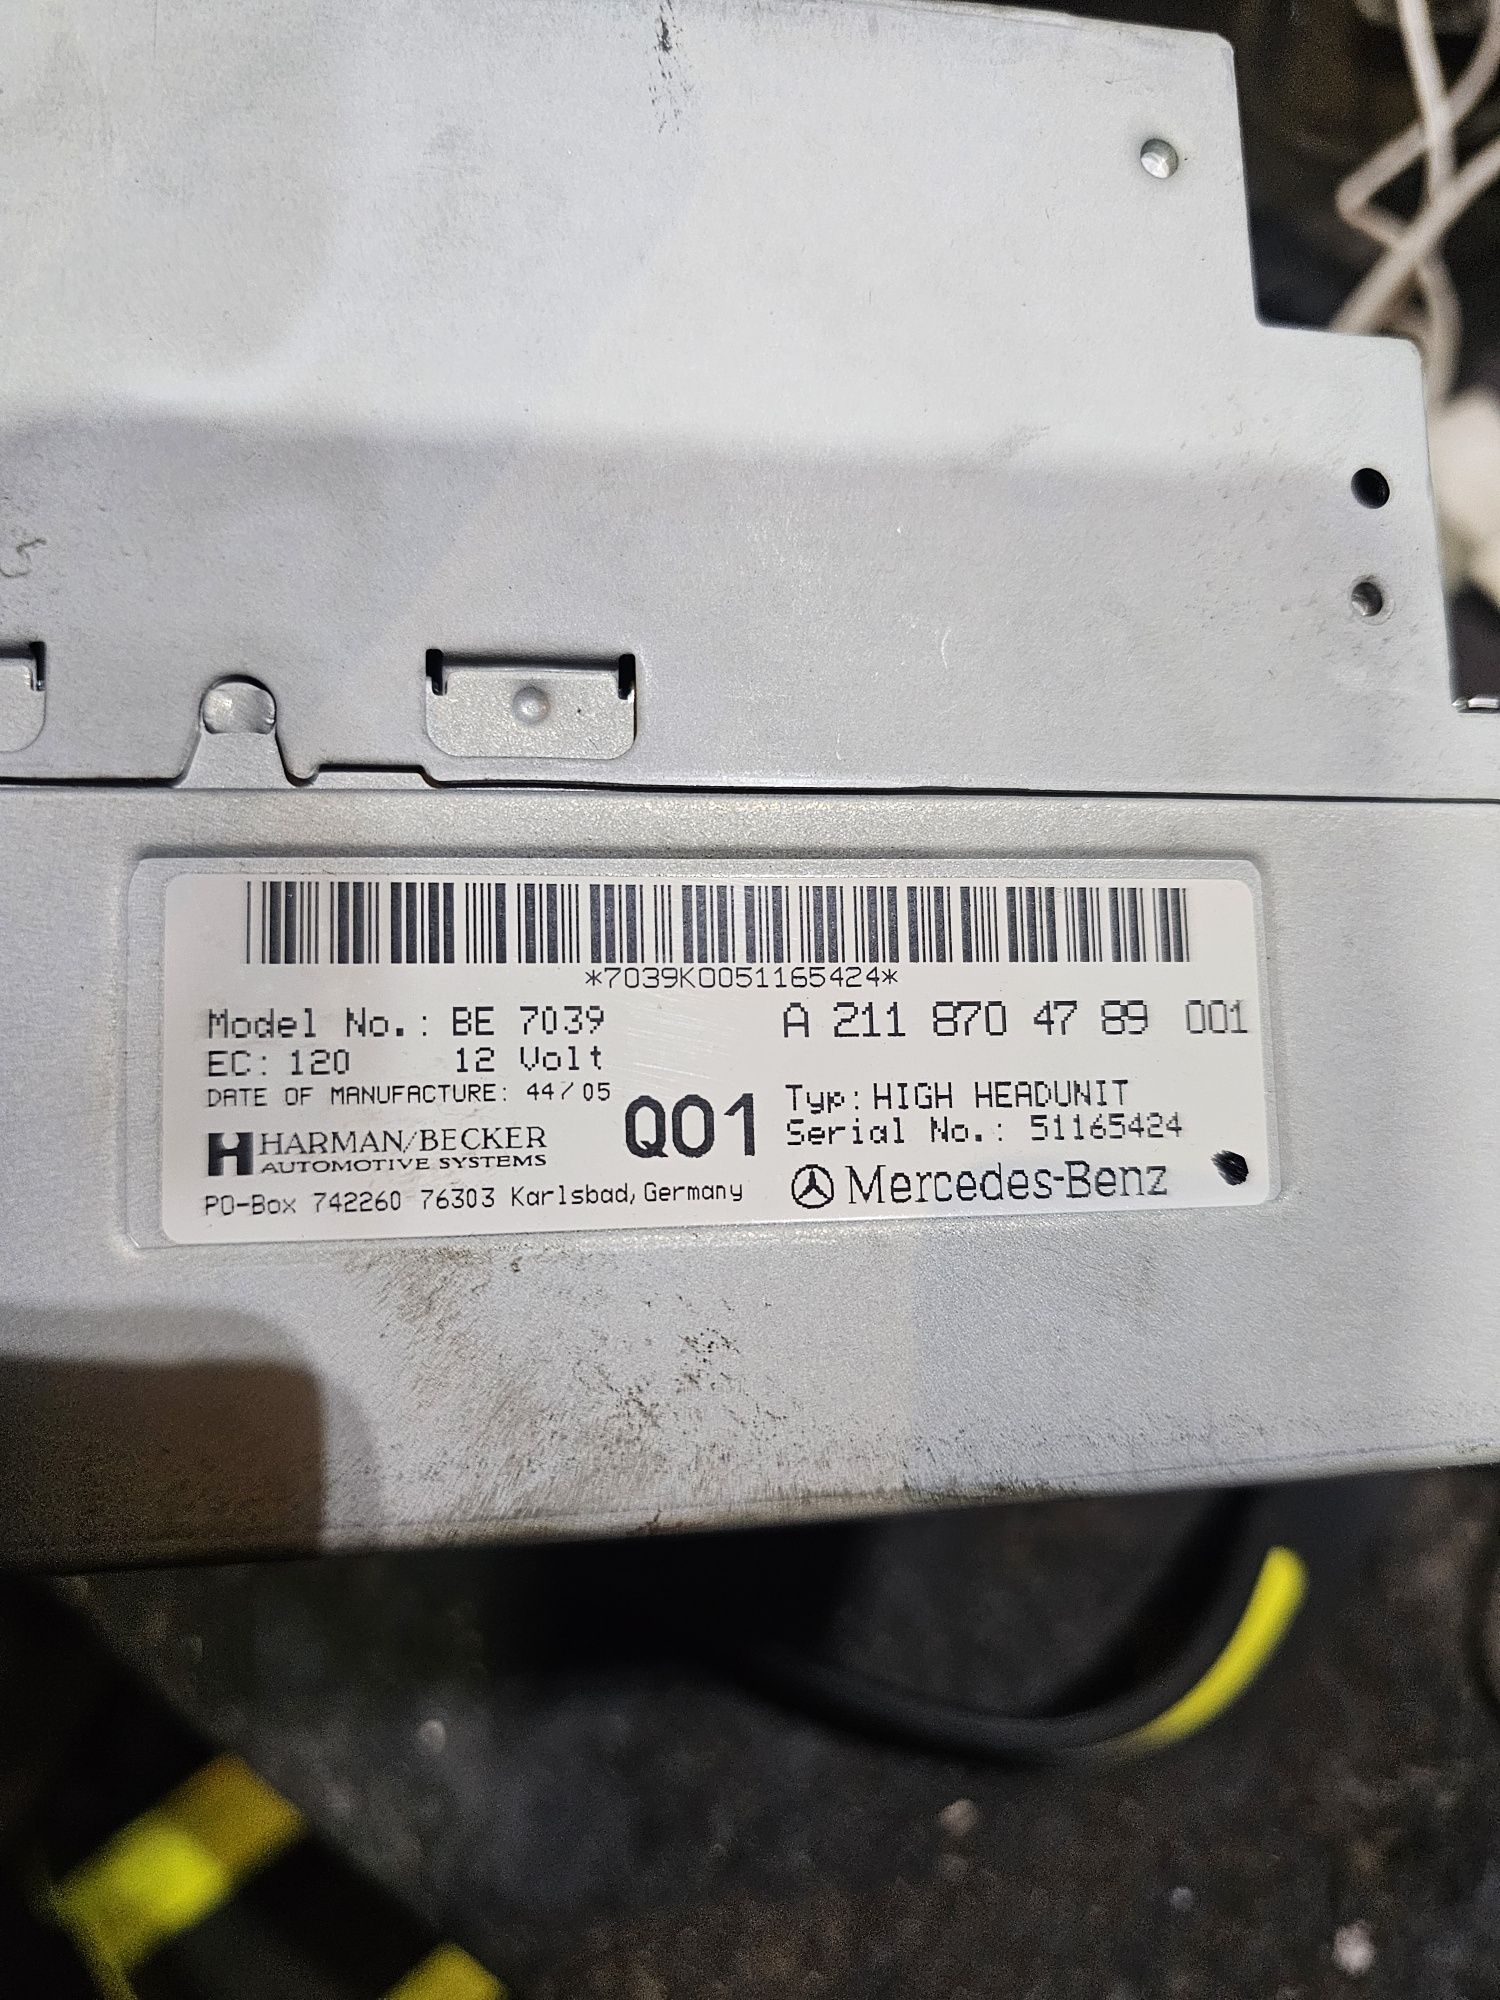 *7039K0051165424*
Model No.: BE 7039 A 211 870 47 89 001
EC: 120 12 Volt
DATE OF MANUFACTURE: 44/05 Q01 Typ: HIGH HEADUNIT
HARMAN/BECKER Serial No.: 51165424
AUTOMOTIVE SYSTEMS Mercedes-Benz
PO-Box 742260 76303 Karlsbad, Germany